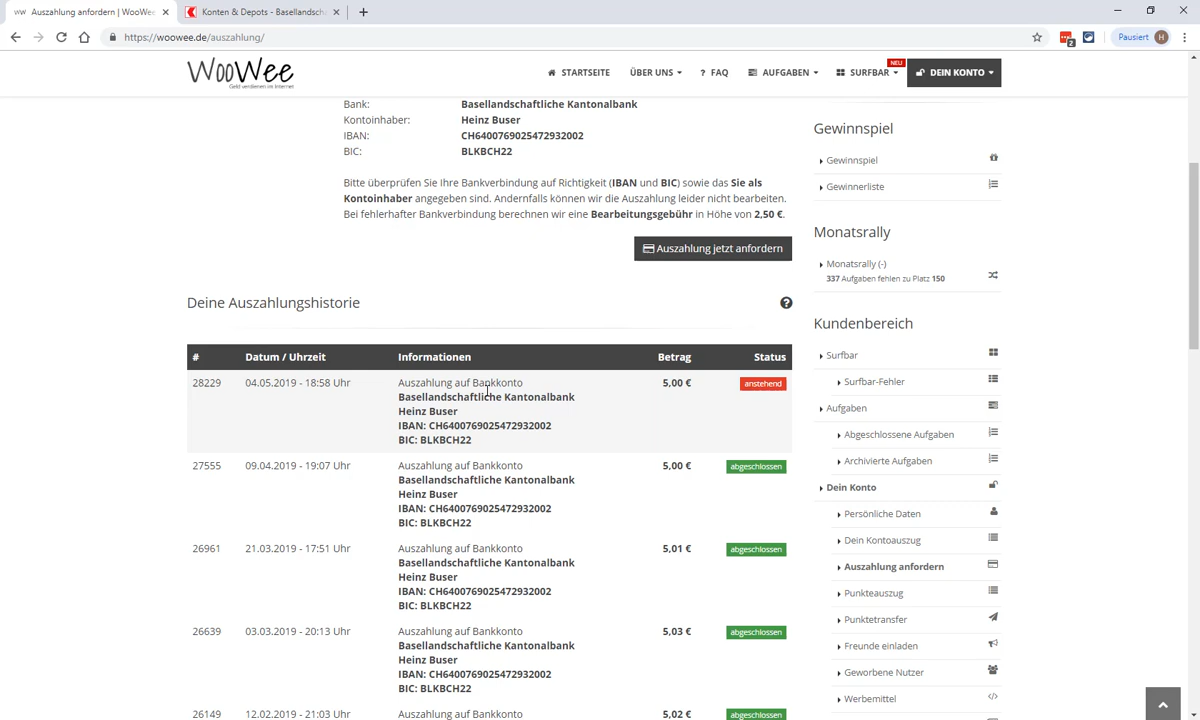 Auszahlung anfordern | WooWe
Konten & Depots - Basellandsch
https://woowee.de/auszahlung/
2
Pausiert
H
WooWee
Geld verdienen im Internet
STARTSEITE
ÜBER UNS
? FAQ
AUFGABEN
SURFBAR
NEU
DEIN KONTO
Bank: Basellandschaftliche Kantonalbank
Kontoinhaber: Heinz Buser
IBAN: CH6400769025472932002
BIC: BLKBCH22
Bitte überprüfen Sie Ihre Bankverbindung auf Richtigkeit (IBAN und BIC) sowie das Sie als
Kontoinhaber angegeben sind. Andernfalls können wir die Auszahlung leider nicht bearbeiten.
Bei fehlerhafter Bankverbindung berechnen wir eine Bearbeitungsgebühr in Höhe von 2,50 €.
Auszahlung jetzt anfordern
Deine Auszahlungshistorie
# Datum / Uhrzeit Informationen Betrag Status
28229 04.05.2019 - 18:58 Uhr Auszahlung auf Bankkonto 5,00 € anstehend
Basellandschaftliche Kantonalbank
Heinz Buser
IBAN: CH6400769025472932002
BIC: BLKBCH22
27555 09.04.2019 - 19:07 Uhr Auszahlung auf Bankkonto 5,00 € abgeschlossen
Basellandschaftliche Kantonalbank
Heinz Buser
IBAN: CH6400769025472932002
BIC: BLKBCH22
26961 21.03.2019 - 17:51 Uhr Auszahlung auf Bankkonto 5,01 € abgeschlossen
Basellandschaftliche Kantonalbank
Heinz Buser
IBAN: CH6400769025472932002
BIC: BLKBCH22
26639 03.03.2019 - 20:13 Uhr Auszahlung auf Bankkonto 5,03 € abgeschlossen
Basellandschaftliche Kantonalbank
Heinz Buser
IBAN: CH6400769025472932002
BIC: BLKBCH22
26149 12.02.2019 - 21:03 Uhr Auszahlung auf Bankkonto 5,02 € abgeschlossen
Gewinnspiel
Gewinnspiel
Gewinnerliste
Monatsrally
Monatsrally (-)
337 Aufgaben fehlen zu Platz 150
Kundenbereich
Surfbar
Surfbar-Fehler
Aufgaben
Abgeschlossene Aufgaben
Archivierte Aufgaben
Dein Konto
Persönliche Daten
Dein Kontoauszug
Auszahlung anfordern
Punkteauszug
Punktetransfer
Freunde einladen
Geworbene Nutzer
Werbemittel